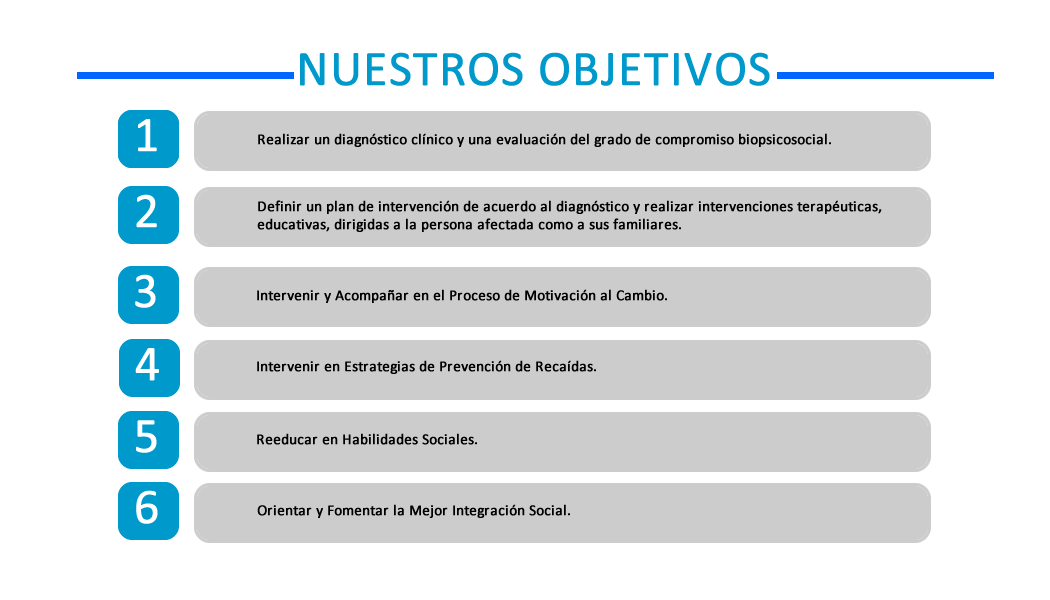 NUESTROS OBJETIVOS
1
Realizar un diagnóstico clínico y una evaluación del grado de compromiso biopsicosocial.
2
Definir un plan de intervención de acuerdo al diagnóstico y realizar intervenciones terapéuticas,
educativas, dirigidas a la persona afectada como a sus familiares.
3
Intervenir y Acompañar en el Proceso de Motivación al Cambio.
4
Intervenir en Estrategias de Prevención de Recaídas.
5
Reeducar en Habilidades Sociales.
6
Orientar y Fomentar la Mejor Integración Social.